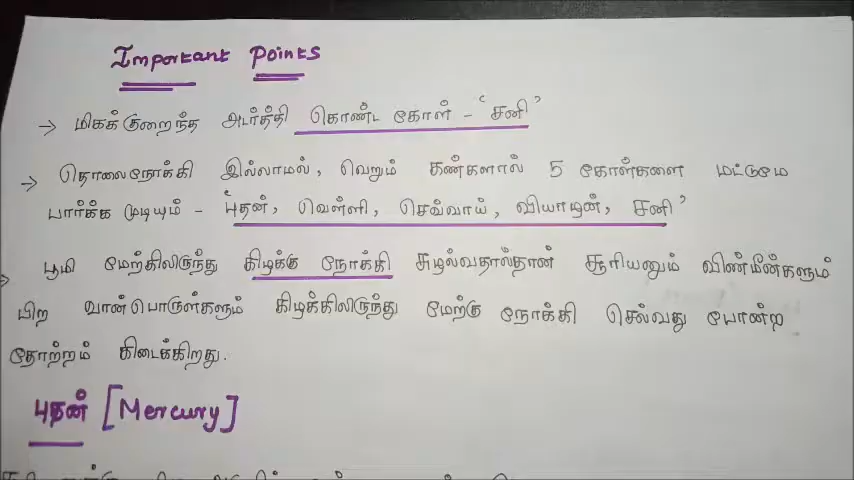 Important Points
→ மிகக்குறைந்த அடர்த்தி கொண்ட கோள் - 'சனி'
→ தொலைநோக்கி இல்லாமல், வெறும் கண்களால் 5 கோள்களை மட்டுமே
பார்க்க முடியும் - 'புதன், வெள்ளி, செவ்வாய், வியாழன், சனி'
பூமி மேற்கிலிருந்து கிழக்கு நோக்கி சுழல்வதால்தான் சூரியனும் விண்மீன்களும்
பிற வான்பொருள்களும் கிழக்கிலிருந்து மேற்கு நோக்கி செல்வது போன்ற
தோற்றம் கிடைக்கிறது.
புதன் [Mercury]